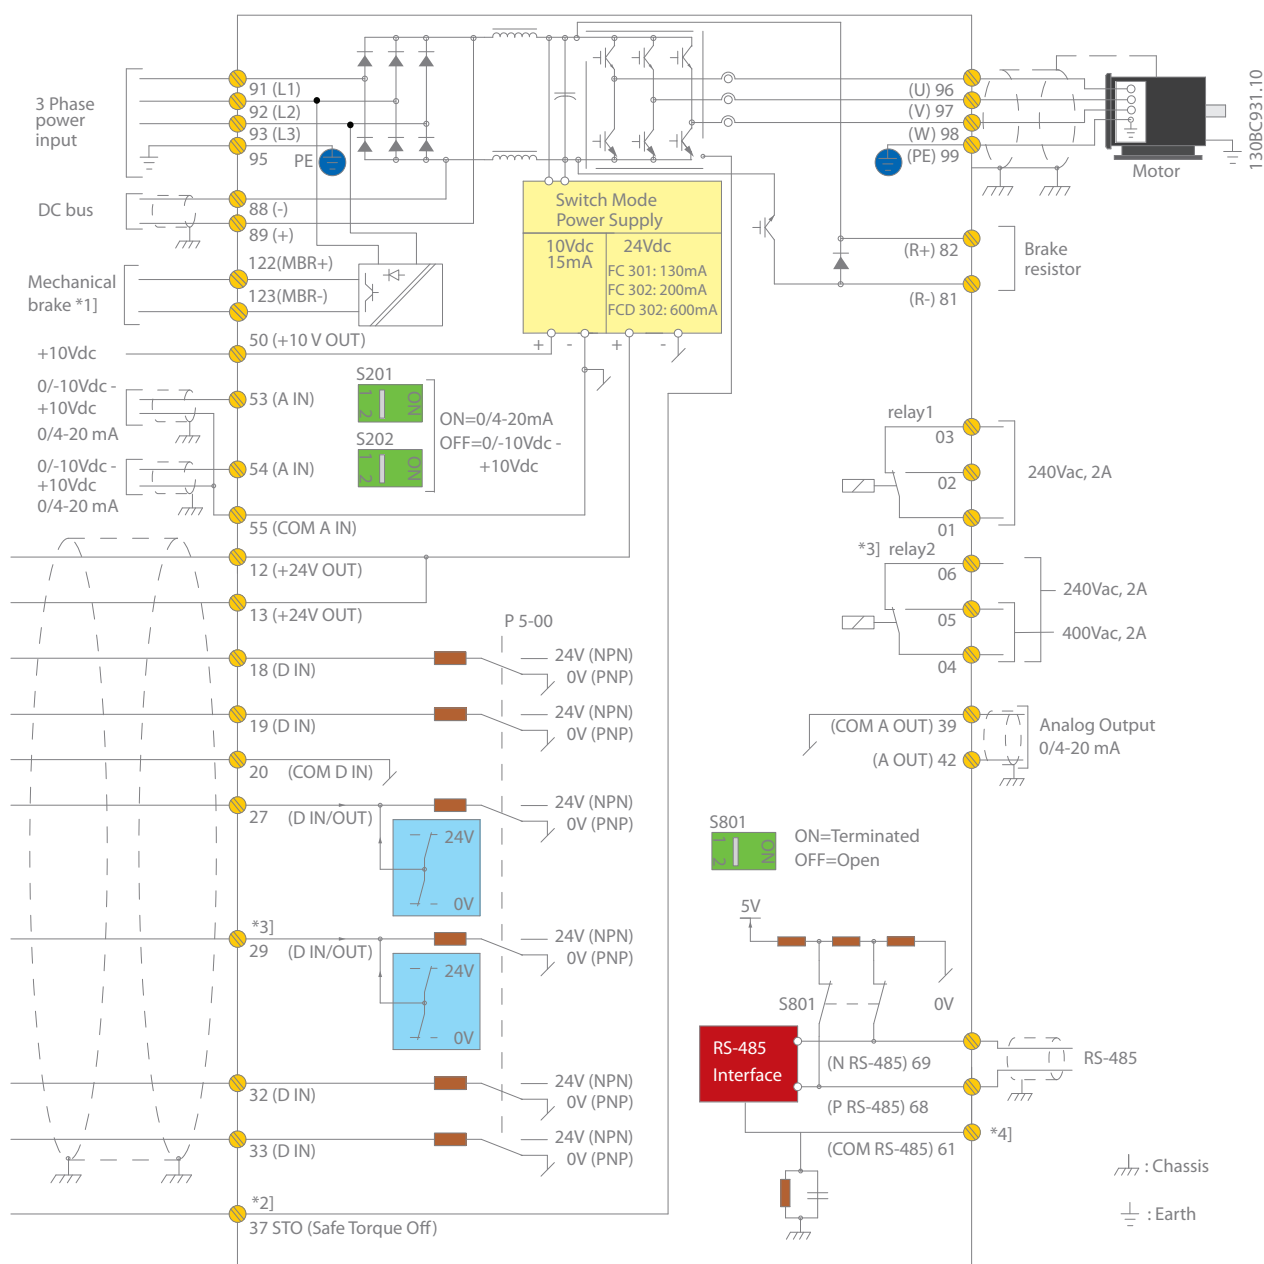 3 Phase
power
input
91 (L1)
92 (L2)
93 (L3)
95
PE
DC bus
88 (-)
89 (+)
122(MBR+)
Mechanical
brake *1]
123(MBR-)
50 (+10 V OUT)
+10Vdc
0/-10Vdc -
+10Vdc
0/4-20 mA
53 (A IN)
0/-10Vdc -
+10Vdc
0/4-20 mA
54 (A IN)
55 (COM A IN)
12 (+24V OUT)
13 (+24V OUT)
18 (D IN)
19 (D IN)
20 (COM D IN)
27 (D IN/OUT)
24V
0V
*3]
29 (D IN/OUT)
24V
0V
32 (D IN)
33 (D IN)
*2]
37 STO (Safe Torque Off)
S201
1 2 ON
S202
1 2 ON
ON=0/4-20mA
OFF=0/-10Vdc -
+10Vdc
P 5-00
24V (NPN)
0V (PNP)
24V (NPN)
0V (PNP)
24V (NPN)
0V (PNP)
24V (NPN)
0V (PNP)
24V (NPN)
0V (PNP)
24V (NPN)
0V (PNP)
Switch Mode
Power Supply
10Vdc
15mA
24Vdc
FC 301: 130mA
FC 302: 200mA
FCD 302: 600mA
+ - + -
(U) 96
(V) 97
(W) 98
(PE) 99
Motor
130BC931.10
(R+) 82
Brake
resistor
(R-) 81
relay1
03
02
01
240Vac, 2A
*3] relay2
06
05
04
240Vac, 2A
400Vac, 2A
(COM A OUT) 39
(A OUT) 42
Analog Output
0/4-20 mA
S801
1 2 ON
ON=Terminated
OFF=Open
5V
S801
0V
RS-485
Interface
(N RS-485) 69
(P RS-485) 68
(COM RS-485) 61
RS-485
*4]
: Chassis
: Earth